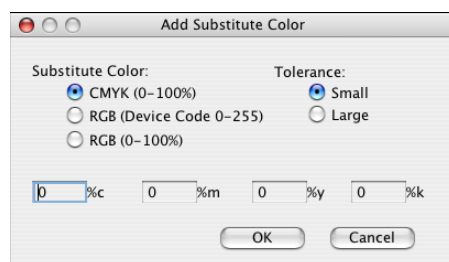 Add Substitute Color
Substitute Color:
CMYK (0-100%)
RGB (Device Code 0-255)
RGB (0-100%)
Tolerance:
Small
Large
0 %c 0 %m 0 %y 0 %k
OK Cancel